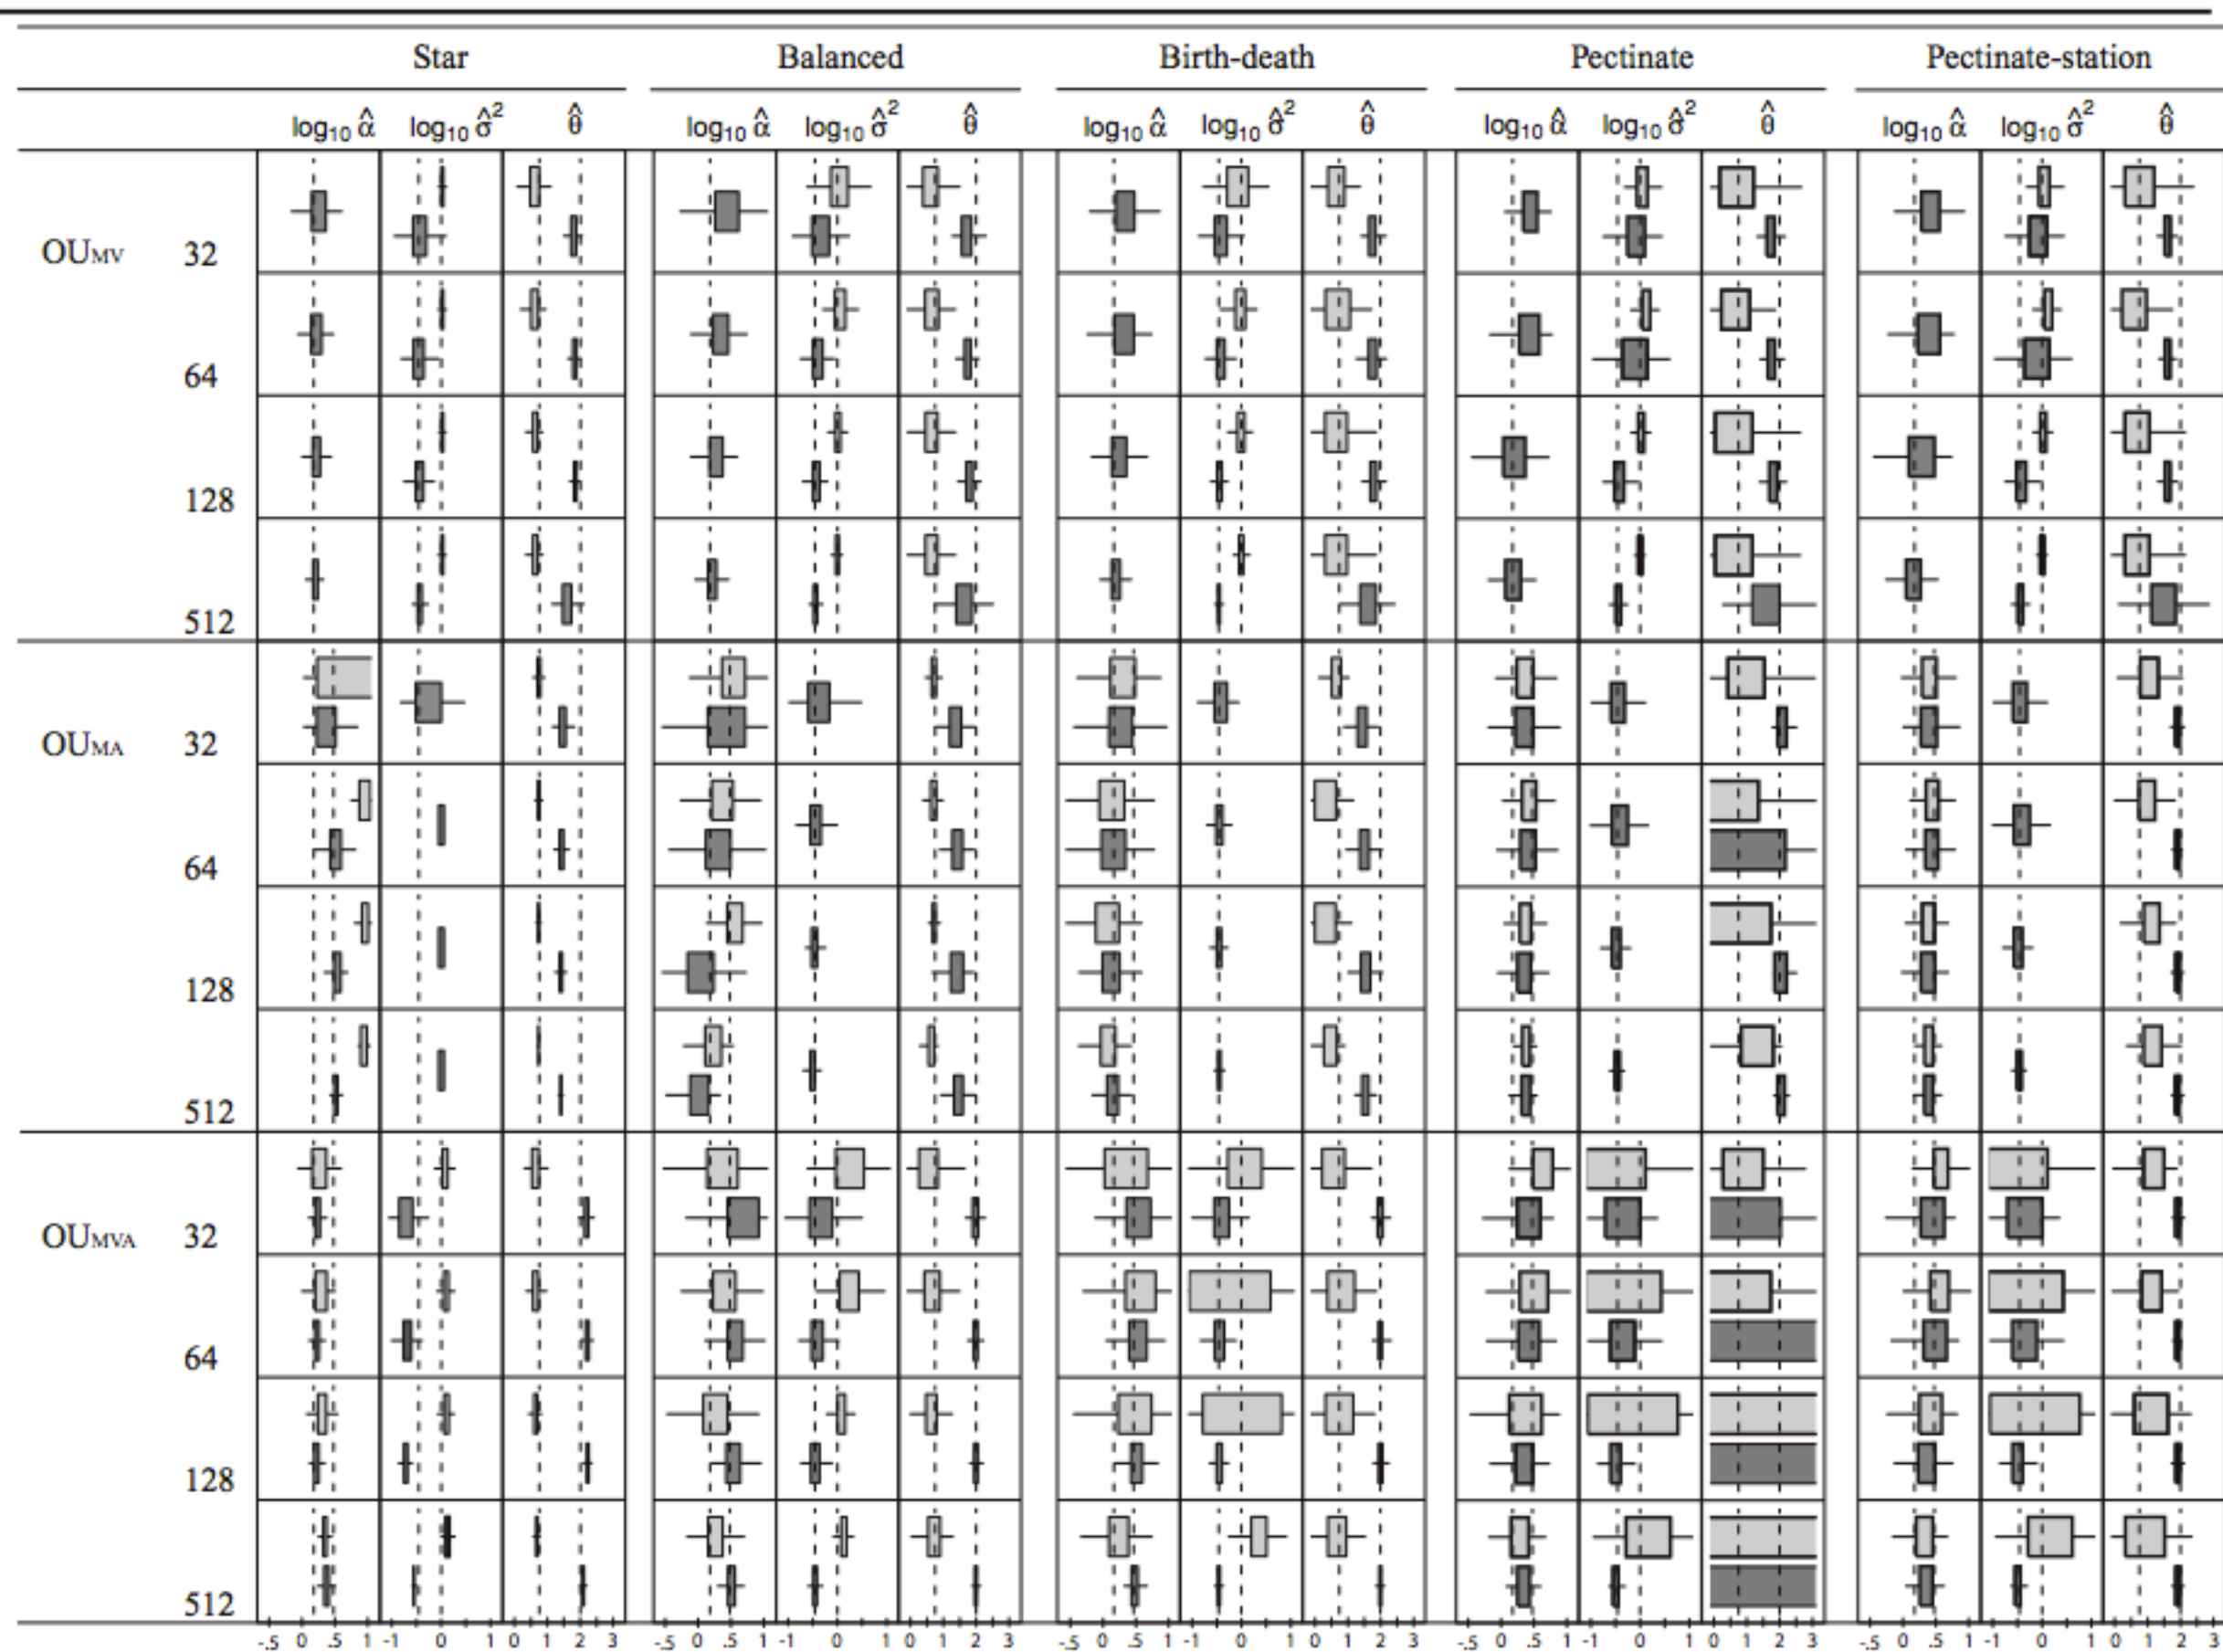 Star Balanced Birth-death Pectinate Pectinate-station
log₁₀ α̂ log₁₀ σ̂² θ̂ log₁₀ α̂ log₁₀ σ̂² θ̂ log₁₀ α̂ log₁₀ σ̂² θ̂ log₁₀ α̂ log₁₀ σ̂² θ̂ log₁₀ α̂ log₁₀ σ̂² θ̂
OUMV 32
64
128
512
OUMA 32
64
128
512
OUMVA 32
64
128
512
-.5 0 .5 1 -1 0 1 0 1 2 3 -.5 0 .5 1 -1 0 1 0 1 2 3 -.5 0 .5 1 -1 0 1 0 1 2 3 -.5 0 .5 1 -1 0 1 0 1 2 3 -.5 0 .5 1 -1 0 1 0 1 2 3